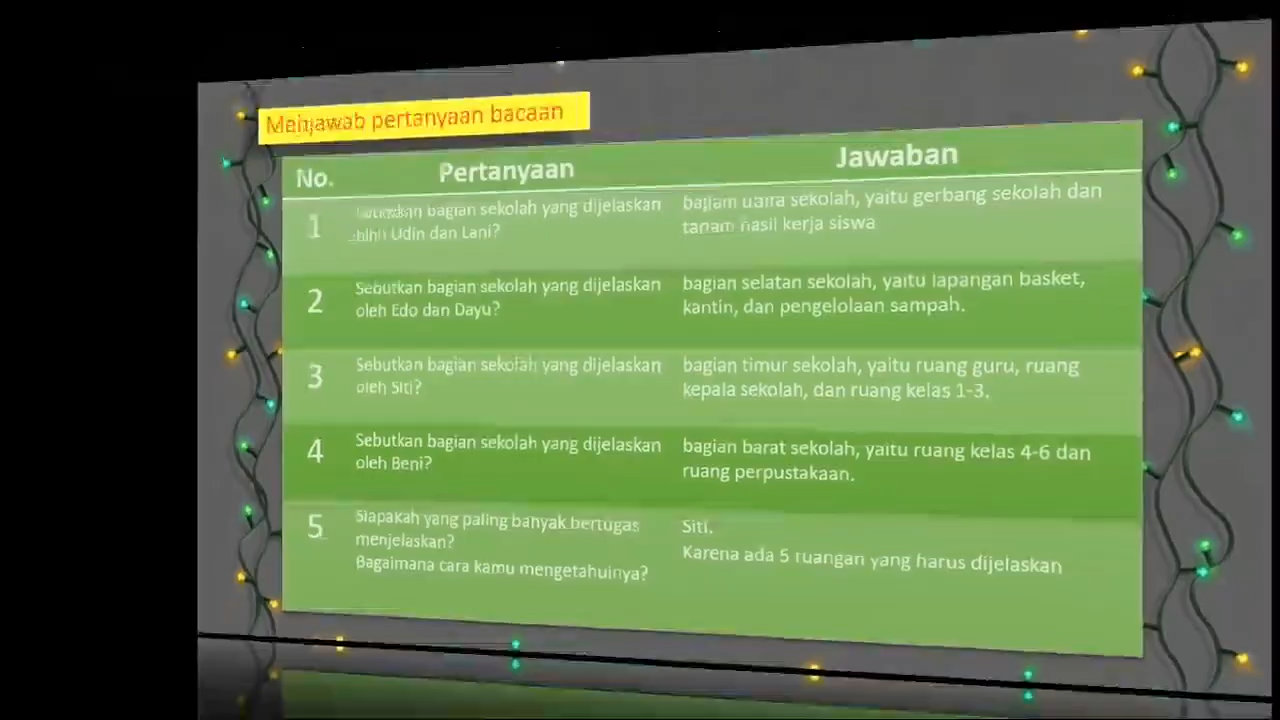 Menjawab pertanyaan bacaan
No. Pertanyaan Jawaban
1 bagian sekolah yang dijelaskan
Udin dan Lani?
sekolah, yaitu gerbang sekolah dan
hasil kerja siswa
2 Sebutkan bagian sekolah yang dijelaskan
oleh Edo dan Dayu?
bagian selatan sekolah, yaitu lapangan basket,
kantin, dan pengelolaan sampah.
3 Sebutkan bagian sekolah yang dijelaskan
oleh Siti?
bagian timur sekolah, yaitu ruang guru, ruang
kepala sekolah, dan ruang kelas 1-3.
4 Sebutkan bagian sekolah yang dijelaskan
oleh Beni?
bagian barat sekolah, yaitu ruang kelas 4-6 dan
ruang perpustakaan.
5 Siapakah yang paling banyak bertugas
menjelaskan?
Bagaimana cara kamu mengetahuinya?
Siti.
Karena ada 5 ruangan yang harus dijelaskan